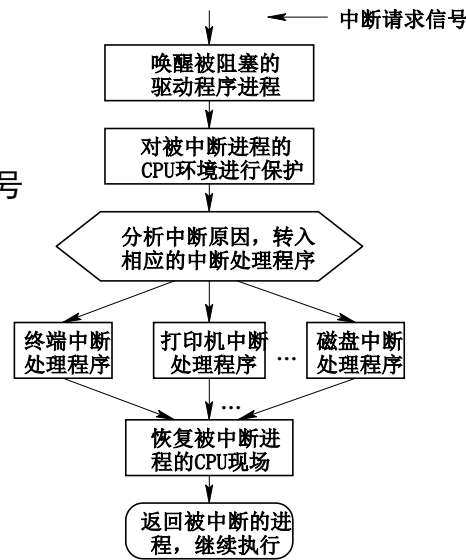 中断请求信号
唤醒被阻塞的
驱动程序进程
对被中断进程的
CPU环境进行保护
号
分析中断原因，转入
相应的中断处理程序
终端中断
处理程序
打印机中断
处理程序
…
磁盘中断
处理程序
…
恢复被中断进
程的CPU现场
返回被中断的进
程，继续执行